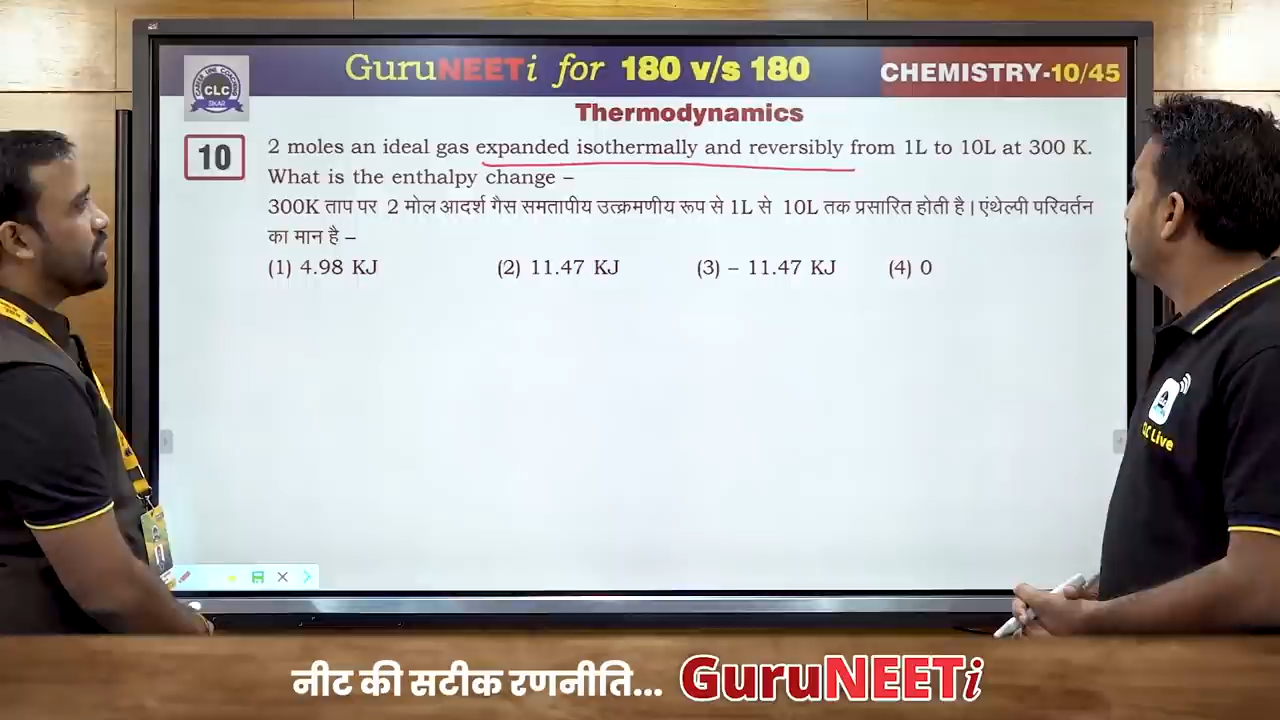 GuruNEETi for 180 v/s 180
CHEMISTRY-10/45
CLC
SIKAR
Thermodynamics
10
2 moles an ideal gas expanded isothermally and reversibly from 1L to 10L at 300 K.
What is the enthalpy change –
300K ताप पर 2 मोल आदर्श गैस समतापीय उत्क्रमणीय रूप से 1L से 10L तक प्रसारित होती है। एंथेल्पी परिवर्तन
का मान है –
(1) 4.98 KJ (2) 11.47 KJ (3) – 11.47 KJ (4) 0
Live
नीट की सटीक रणनीति... GuruNEETi